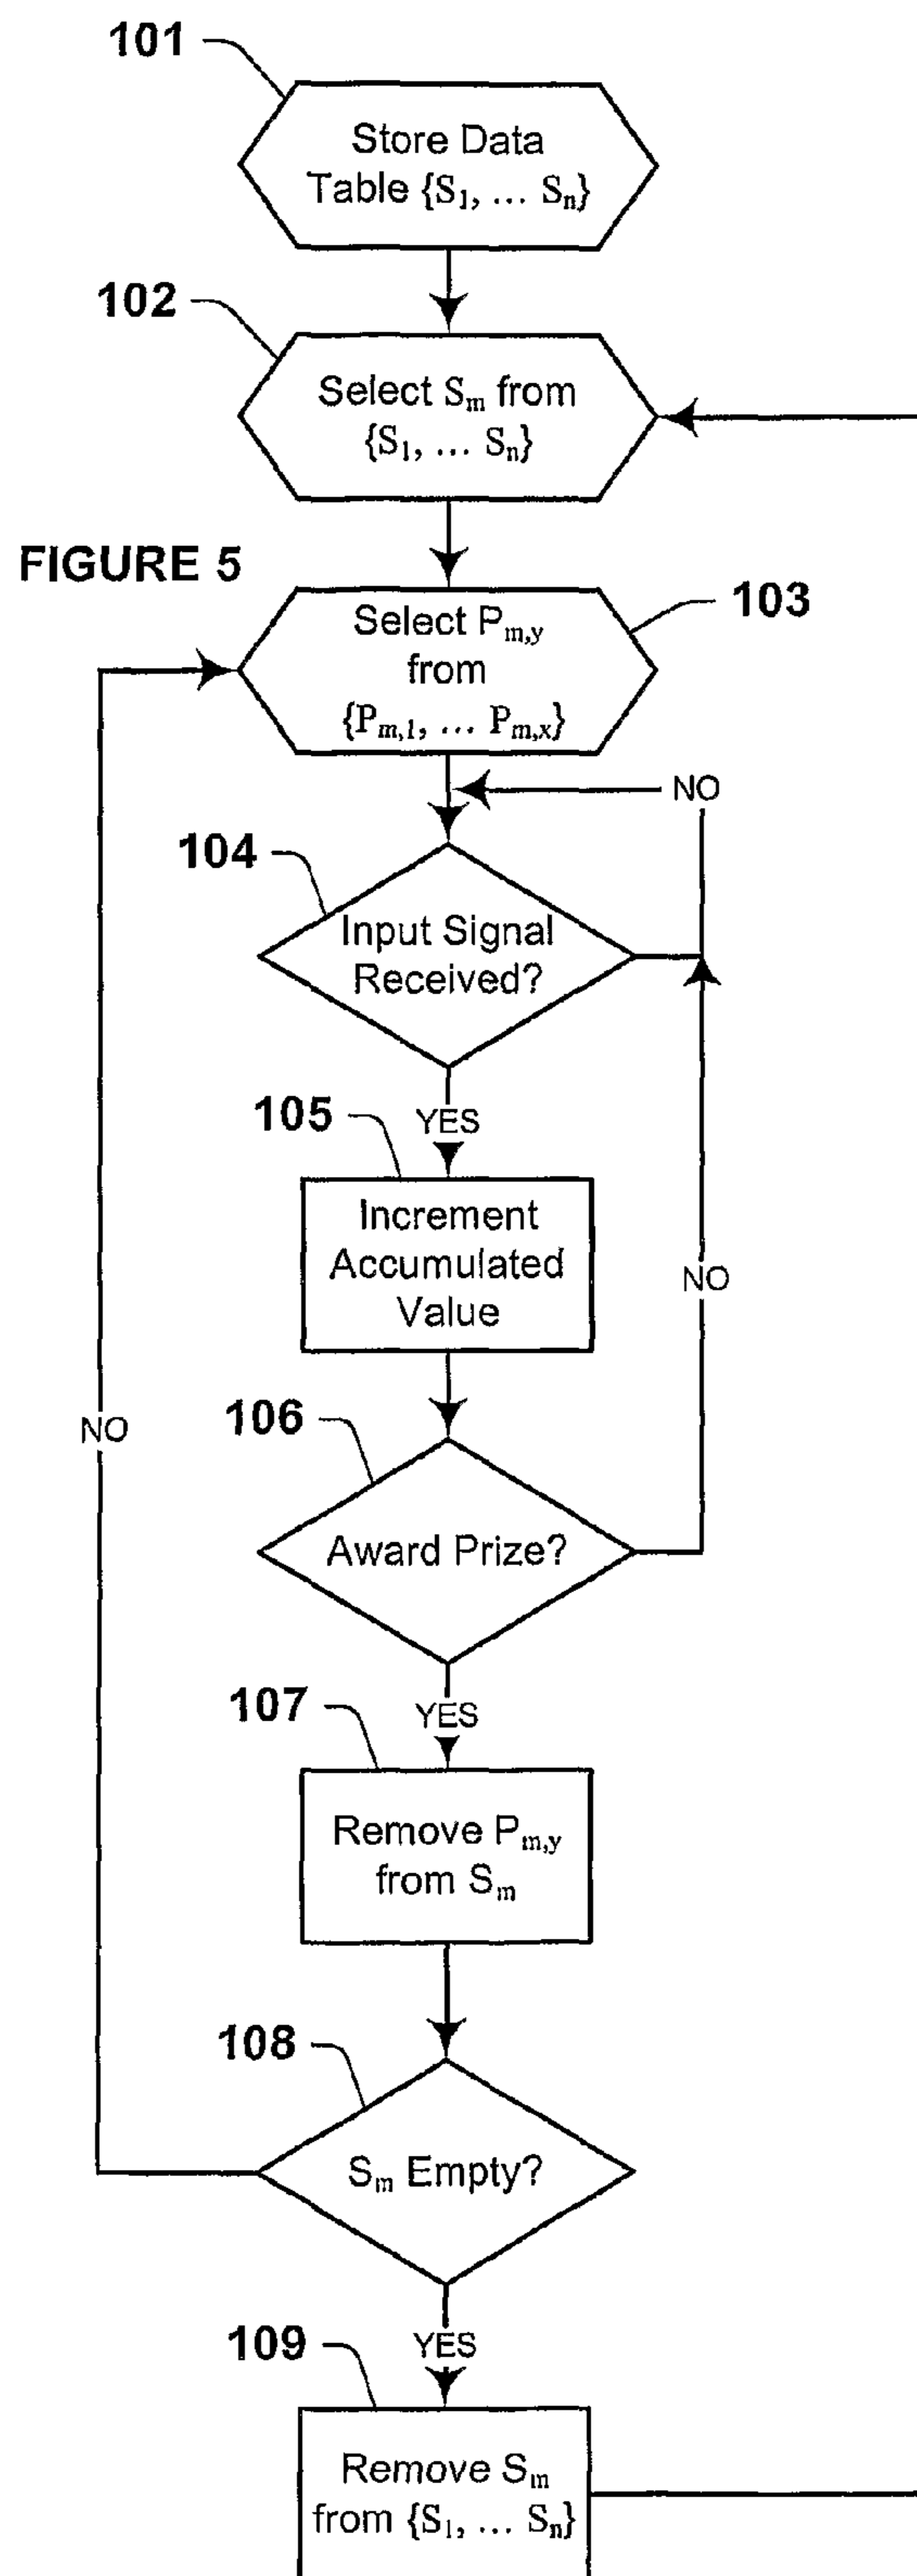 101
Store Data
Table {S1, ... Sn}
102
Select Sm from
{S1, ... Sn}
FIGURE 5
103
Select Pm,y
from
{Pm,1, ... Pm,x}
NO
104
Input Signal
Received?
YES
105
Increment
Accumulated
Value
NO
106
NO
Award Prize?
YES
107
Remove Pm,y
from Sm
108
Sm Empty?
YES
109
Remove Sm
from {S1, ... Sn}